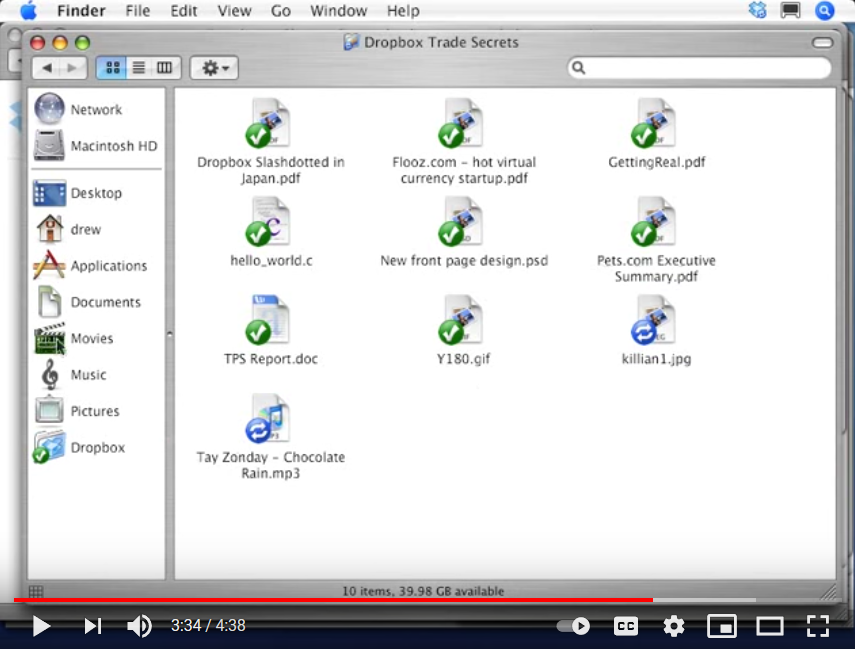 Finder File Edit View Go Window Help
Dropbox Trade Secrets
Network
Macintosh HD
Desktop
drew
Applications
Documents
Movies
Music
Pictures
Dropbox
Dropbox Slashdotted in
Japan.pdf
Flooz.com – hot virtual
currency startup.pdf
GettingReal.pdf
hello_world.c
New front page design.psd
Pets.com Executive
Summary.pdf
TPS Report.doc
Y180.gif
killian1.jpg
Tay Zonday – Chocolate
Rain.mp3
10 items, 39.98 GB available
3:34 / 4:38
CC